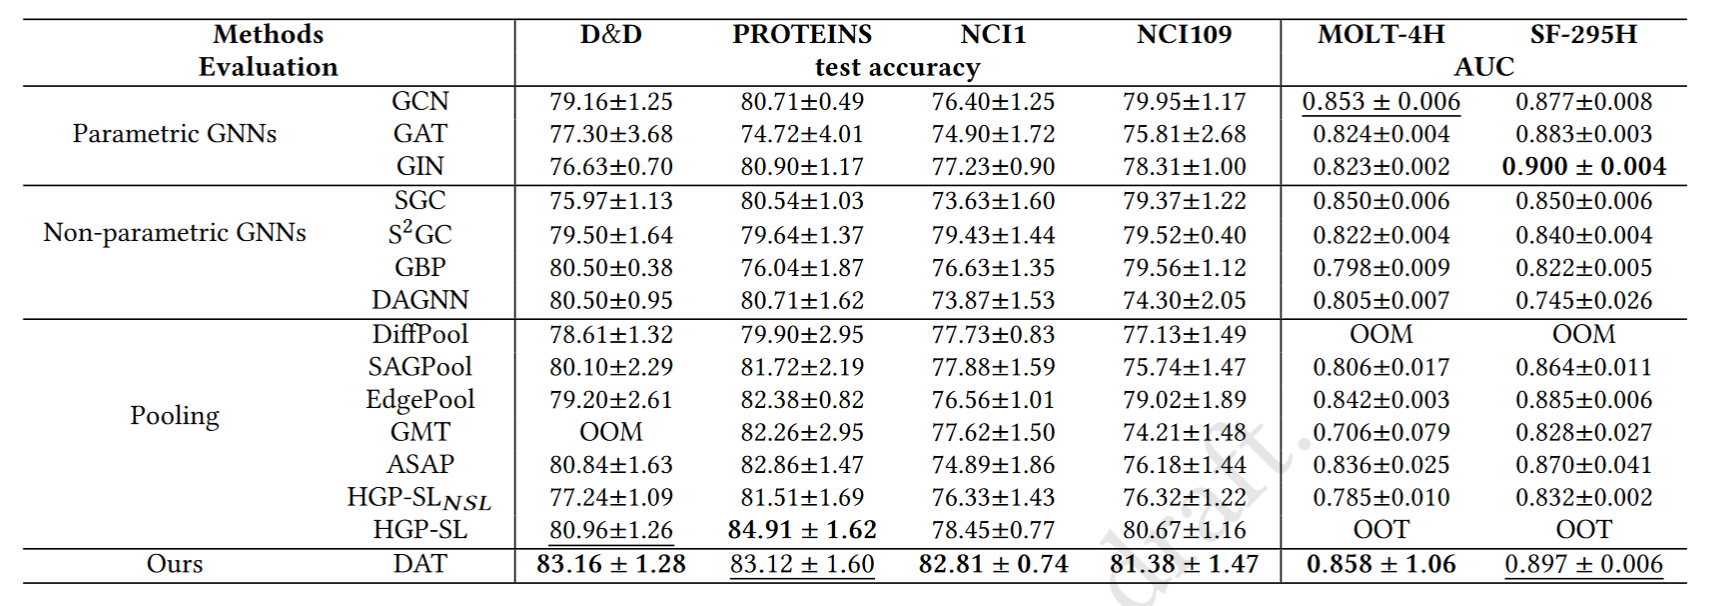 Methods D&D PROTEINS NCI1 NCI109 MOLT-4H SF-295H
Evaluation test accuracy AUC
GCN 79.16±1.25 80.71±0.49 76.40±1.25 79.95±1.17 0.853 ± 0.006 0.877±0.008
Parametric GNNs GAT 77.30±3.68 74.72±4.01 74.90±1.72 75.81±2.68 0.824±0.004 0.883±0.003
GIN 76.63±0.70 80.90±1.17 77.23±0.90 78.31±1.00 0.823±0.002 0.900 ± 0.004
SGC 75.97±1.13 80.54±1.03 73.63±1.60 79.37±1.22 0.850±0.006 0.850±0.006
Non-parametric GNNs S²GC 79.50±1.64 79.64±1.37 79.43±1.44 79.52±0.40 0.822±0.004 0.840±0.004
GBP 80.50±0.38 76.04±1.87 76.63±1.35 79.56±1.12 0.798±0.009 0.822±0.005
DAGNN 80.50±0.95 80.71±1.62 73.87±1.53 74.30±2.05 0.805±0.007 0.745±0.026
DiffPool 78.61±1.32 79.90±2.95 77.73±0.83 77.13±1.49 OOM OOM
SAGPool 80.10±2.29 81.72±2.19 77.88±1.59 75.74±1.47 0.806±0.017 0.864±0.011
EdgePool 79.20±2.61 82.38±0.82 76.56±1.01 79.02±1.89 0.842±0.003 0.885±0.006
Pooling GMT OOM 82.26±2.95 77.62±1.50 74.21±1.48 0.706±0.079 0.828±0.027
ASAP 80.84±1.63 82.86±1.47 74.89±1.86 76.18±1.44 0.836±0.025 0.870±0.041
HGP-SL_NSL 77.24±1.09 81.51±1.69 76.33±1.43 76.32±1.22 0.785±0.010 0.832±0.002
HGP-SL 80.96±1.26 84.91 ± 1.62 78.45±0.77 80.67±1.16 OOT OOT
Ours DAT 83.16 ± 1.28 83.12 ± 1.60 82.81 ± 0.74 81.38 ± 1.47 0.858 ± 1.06 0.897 ± 0.006
draft.